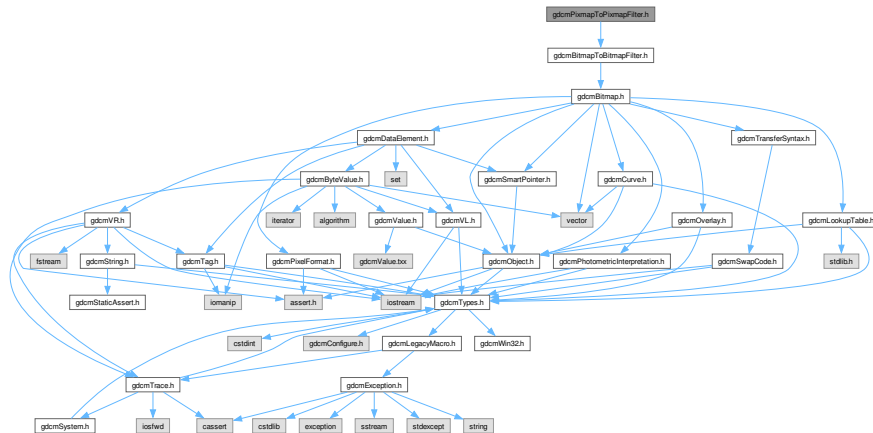 gdcmPixmapToPixmapFilter.h
gdcmBitmapToBitmapFilter.h
gdcmBitmap.h
gdcmDataElement.h
gdcmTransferSyntax.h
gdcmByteValue.h
set
gdcmSmartPointer.h
gdcmCurve.h
gdcmVR.h
iterator
algorithm
gdcmValue.h
gdcmVL.h
vector
gdcmOverlay.h
gdcmLookupTable.h
fstream
gdcmString.h
gdcmTag.h
gdcmPixelFormat.h
gdcmValue.txx
gdcmObject.h
gdcmPhotometricInterpretation.h
gdcmSwapCode.h
stdlib.h
gdcmStaticAssert.h
iomanip
assert.h
iostream
gdcmTypes.h
cstdint
gdcmConfigure.h
gdcmLegacyMacro.h
gdcmWin32.h
gdcmTrace.h
gdcmException.h
gdcmSystem.h
iosfwd
cassert
cstdlib
exception
sstream
stdexcept
string